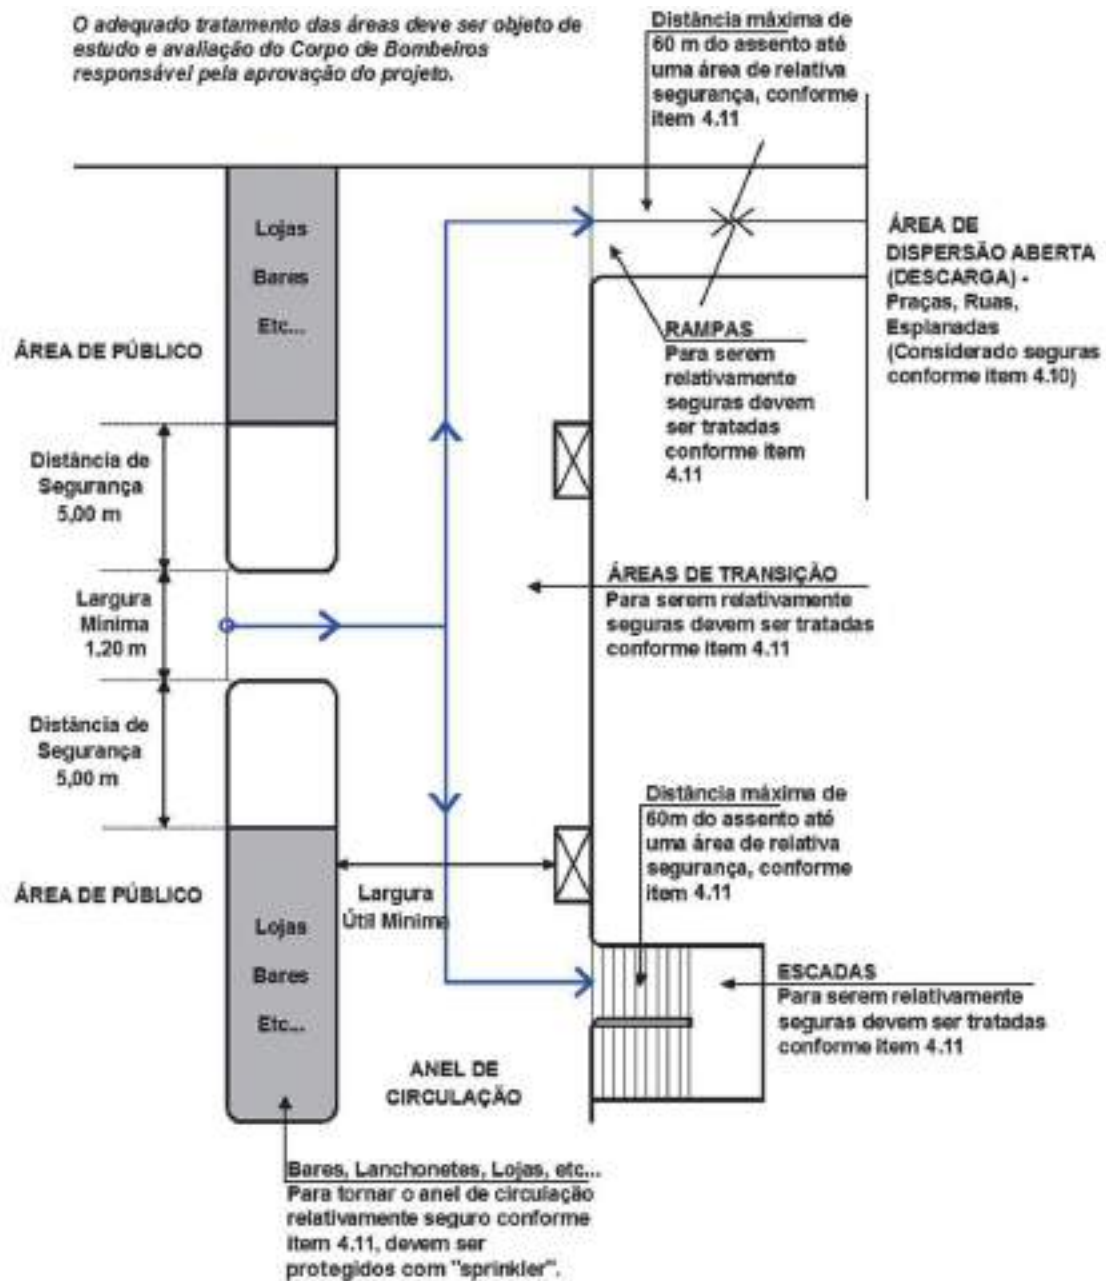 O adequado tratamento das áreas deve ser objeto de
estudo e avaliação do Corpo de Bombeiros
responsável pela aprovação do projeto.
Distância máxima de
60 m do assento até
uma área de relativa
segurança, conforme
item 4.11
Lojas
Bares
Etc...
ÁREA DE PÚBLICO
ÁREA DE
DISPERSÃO ABERTA
(DESCARGA) -
Praças, Ruas,
Esplanadas
(Considerado seguras
conforme item 4.10)
RAMPAS
Para serem
relativamente
seguras devem
ser tratadas
conforme item
4.11
Distância de
Segurança
5,00 m
Largura
Mínima
1,20 m
ÁREAS DE TRANSIÇÃO
Para serem relativamente
seguras devem ser tratadas
conforme item 4.11
Distância de
Segurança
5,00 m
Distância máxima de
60m do assento até
uma área de relativa
segurança, conforme
item 4.11
ÁREA DE PÚBLICO
Largura
Útil Mínima
Lojas
Bares
Etc...
ESCADAS
Para serem relativamente
seguras devem ser tratadas
conforme item 4.11
ANEL DE
CIRCULAÇÃO
Bares, Lanchonetes, Lojas, etc...
Para tornar o anel de circulação
relativamente seguro conforme
item 4.11, devem ser
protegidos com "sprinkler".